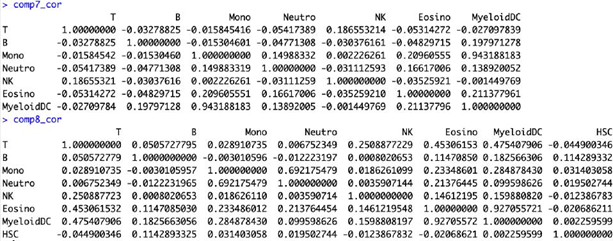 > comp7_cor
T B Mono Neutro NK Eosino MyeloidDC
T 1.00000000 -0.03278825 -0.015845416 -0.05417389 0.186553214 -0.05314272 -0.027097839
B -0.03278825 1.00000000 -0.015304601 -0.04771308 -0.030376161 -0.04829715 0.197971278
Mono -0.01584542 -0.01530460 1.000000000 0.14988332 0.002226261 0.20960555 0.943188183
Neutro -0.05417389 -0.04771308 0.149883319 1.00000000 -0.031112593 0.16617006 0.138920052
NK 0.18655321 -0.03037616 0.002226261 -0.03111259 1.000000000 -0.03525921 -0.001449769
Eosino -0.05314272 -0.04829715 0.209605551 0.16617006 -0.035259210 1.00000000 0.211377961
MyeloidDC -0.02709784 0.19797128 0.943188183 0.13892005 -0.001449769 0.21137796 1.000000000
> comp8_cor
T B Mono Neutro NK Eosino MyeloidDC HSC
T 1.000000000 0.0505727795 0.028910735 0.006752349 0.2508877229 0.45306153 0.475407906 -0.044900346
B 0.050572779 1.0000000000 -0.003010596 -0.012223197 0.0008020653 0.11470850 0.182566306 0.114289332
Mono 0.028910735 -0.0030105957 1.000000000 0.692175479 0.0186261099 0.23348601 0.284878430 0.031403058
Neutro 0.006752349 -0.0122231965 0.692175479 1.000000000 0.0035907144 0.21376445 0.099598626 0.019502744
NK 0.250887723 0.0008020653 0.018626110 0.003590714 1.0000000000 0.14612195 0.159880820 -0.012386783
Eosino 0.453061532 0.1147085030 0.233486012 0.213764454 0.1461219548 1.00000000 0.927055721 -0.020686211
MyeloidDC 0.475407906 0.1825663056 0.284878430 0.099598626 0.1598808197 0.92705572 1.000000000 0.002259599
HSC -0.044900346 0.1142893325 0.031403058 0.019502744 -0.0123867832 -0.02068621 0.002259599 1.000000000